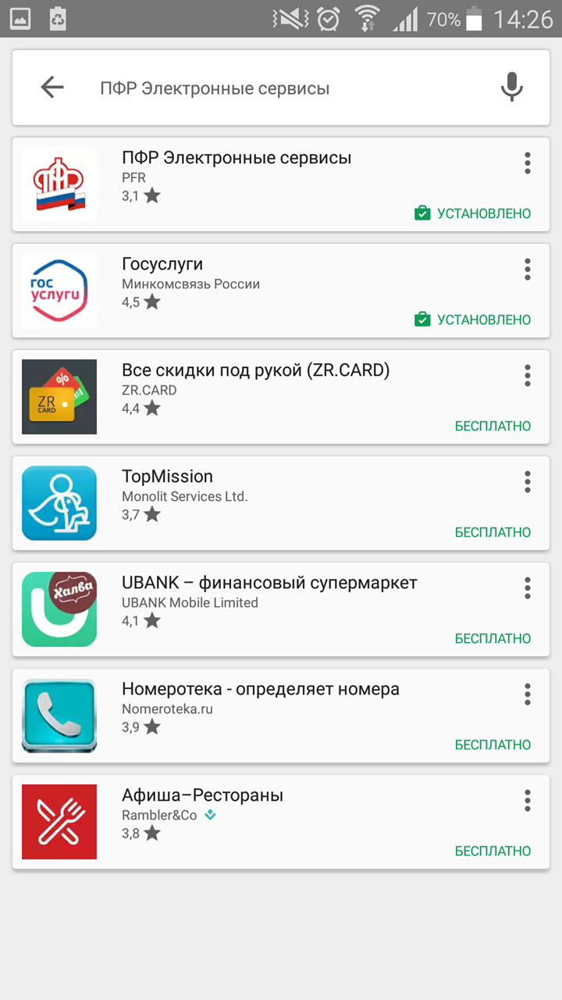 70% 14:26
ПФР Электронные сервисы
ПФР Электронные сервисы
PFR
3,1
УСТАНОВЛЕНО
гос
услуги
Госуслуги
Минкомсвязь России
4,5
УСТАНОВЛЕНО
%
ZR
CARD
Все скидки под рукой (ZR.CARD)
ZR.CARD
4,4
БЕСПЛАТНО
TopMission
Monolit Services Ltd.
3,7
БЕСПЛАТНО
Халва
UBANK – финансовый супермаркет
UBANK Mobile Limited
4,1
БЕСПЛАТНО
Номеротека - определяет номера
Nomeroteka.ru
3,9
БЕСПЛАТНО
Афиша–Рестораны
Rambler&Co
3,8
БЕСПЛАТНО